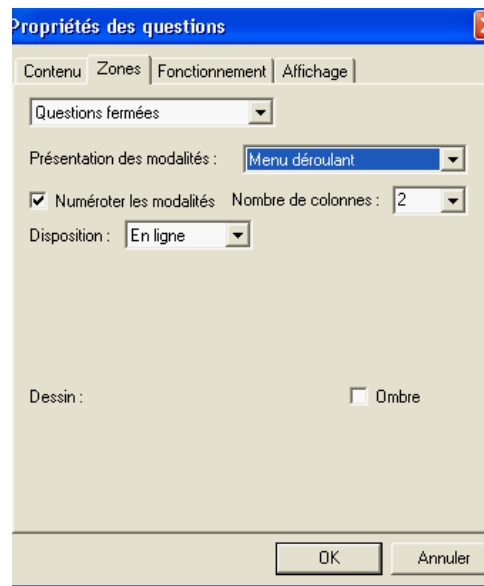 Propriétés des questions
Contenu Zones Fonctionnement Affichage
Questions fermées
Présentation des modalités : Menu déroulant
Numéroter les modalités Nombre de colonnes : 2
Disposition : En ligne
Dessin : Ombre
OK Annuler